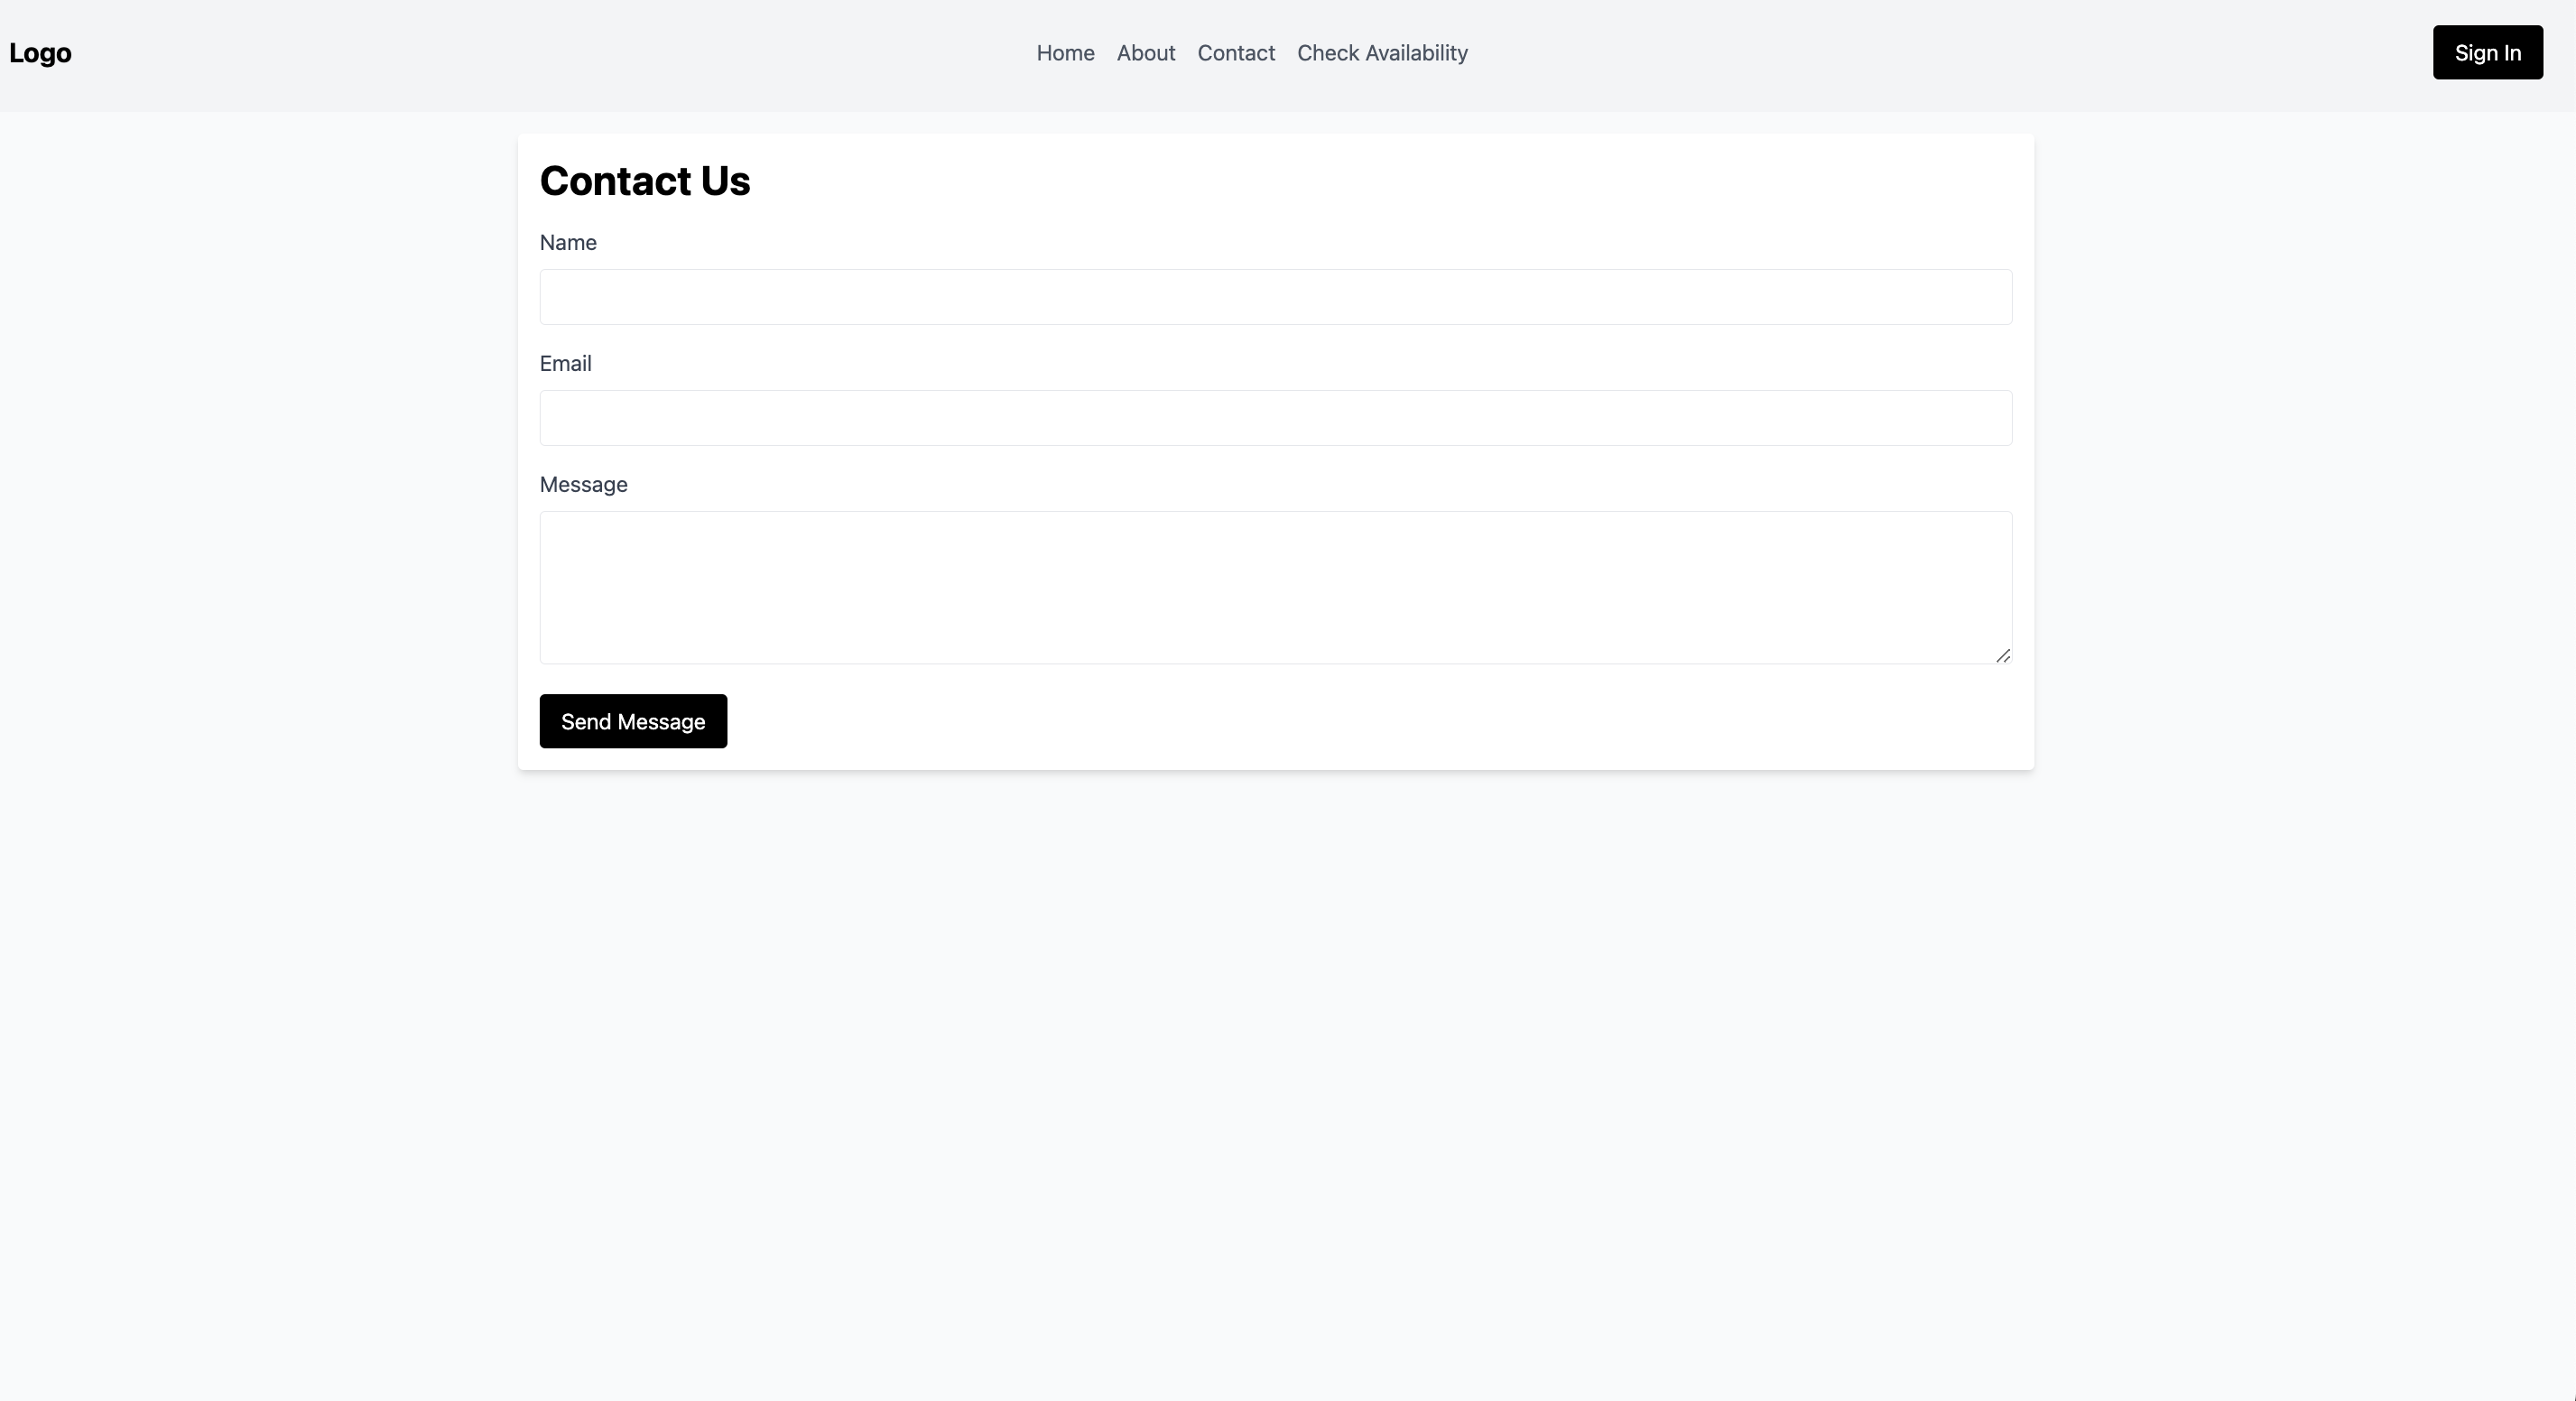 Logo
Home About Contact Check Availability
Sign In
Contact Us
Name
Email
Message
Send Message